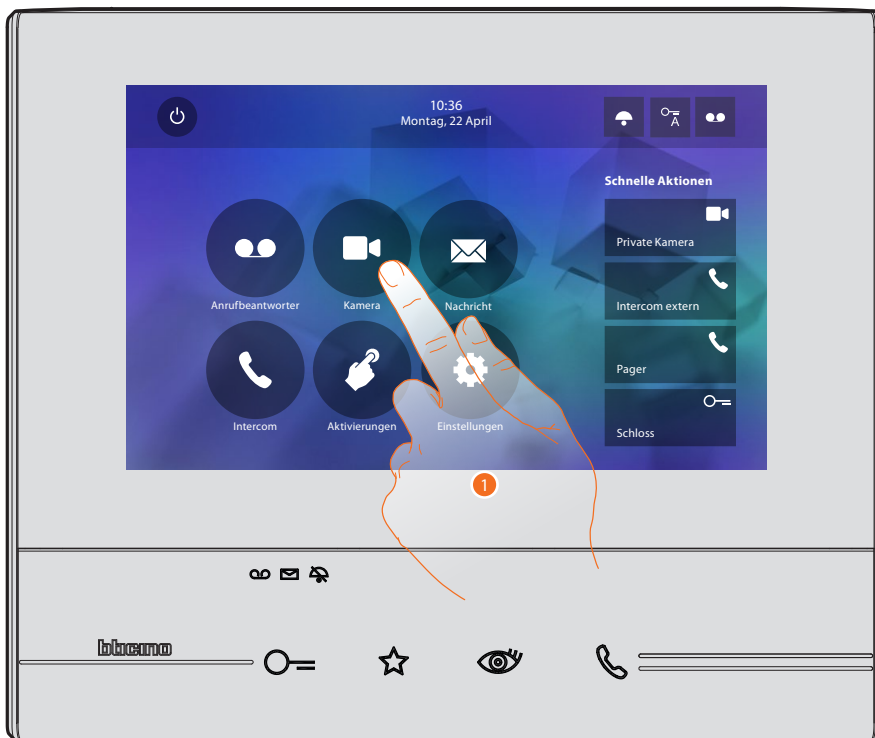 10:36
Montag, 22 April
A
Schnelle Aktionen
Private Kamera
Anrufbeantworter
Kamera
Nachricht
Intercom extern
Pager
Intercom
Aktivierungen
Einstellungen
Schloss
1
bticino